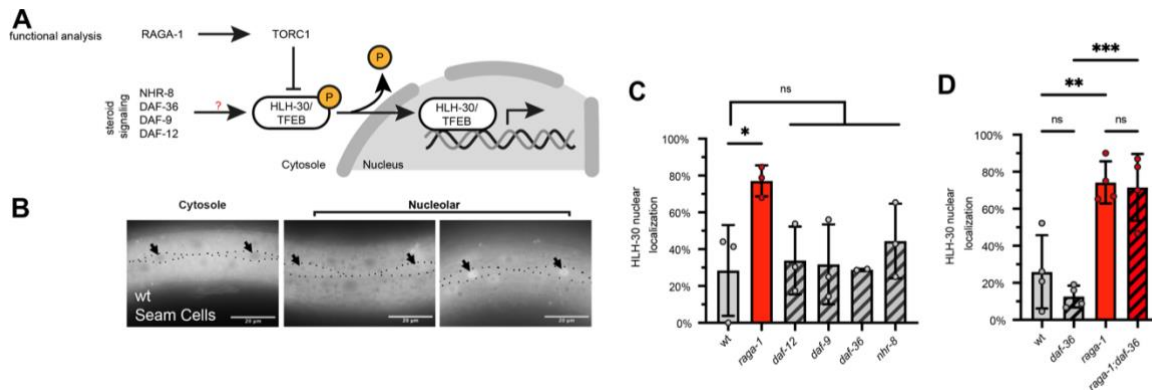 A
functional analysis
RAGA-1
TORC1
P
P
NHR-8
DAF-36
DAF-9
DAF-12
steroid
signaling
?
HLH-30/
TFEB
HLH-30/
TFEB
Cytosole
Nucleus
B
Cytosole
Nucleolar
wt
Seam Cells
20 µm
20 µm
20 µm
C
ns
*
HLH-30 nuclear
localization
100%
80%
60%
40%
20%
0%
wt
raga-1
daf-12
daf-9
daf-36
nhr-8
D
***
**
ns
ns
HLH-30 nuclear
localization
100%
80%
60%
40%
20%
0%
wt
daf-36
raga-1
raga-1;daf-36